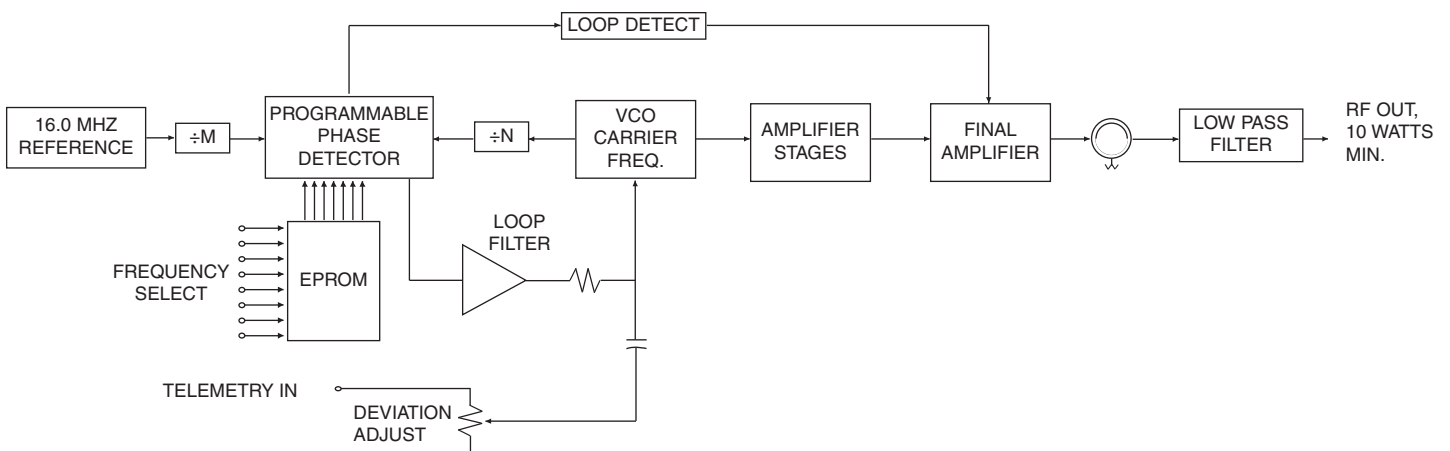 LOOP DETECT
16.0 MHZ
REFERENCE
÷M
PROGRAMMABLE
PHASE
DETECTOR
÷N
VCO
CARRIER
FREQ.
AMPLIFIER
STAGES
FINAL
AMPLIFIER
LOW PASS
FILTER
RF OUT,
10 WATTS
MIN.
LOOP
FILTER
FREQUENCY
SELECT
EPROM
TELEMETRY IN
DEVIATION
ADJUST